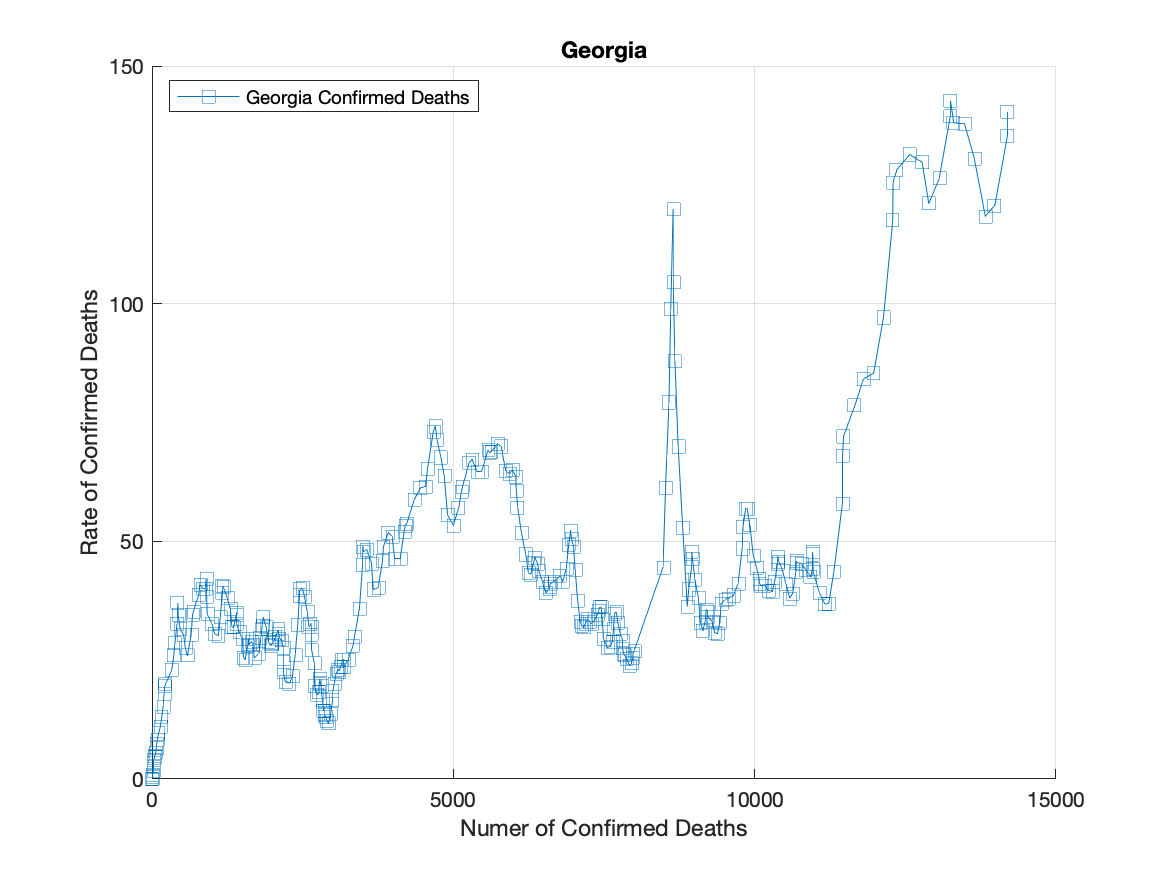 Georgia
150
Georgia Confirmed Deaths
100
50
0
Rate of Confirmed Deaths
0 5000 10000 15000
Numer of Confirmed Deaths